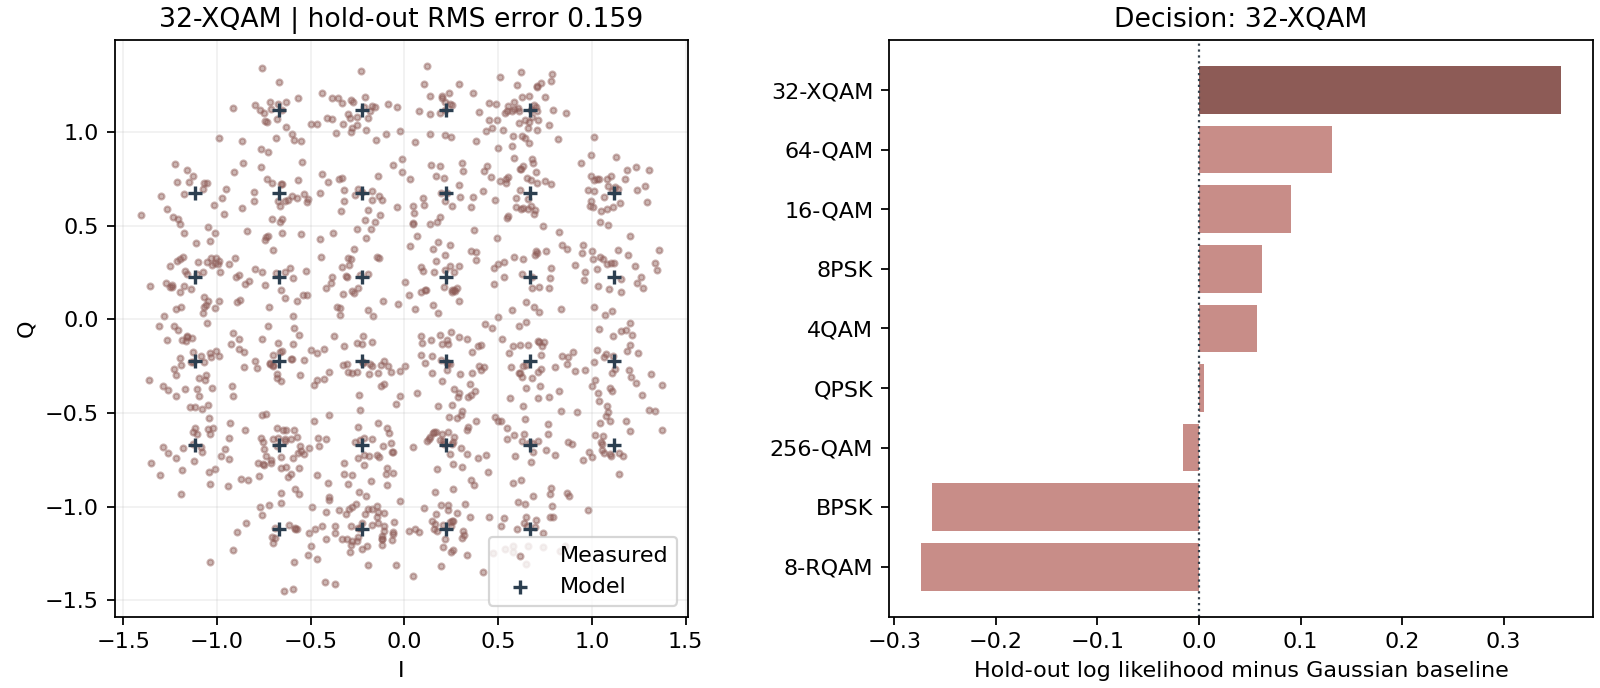 32-XQAM | hold-out RMS error 0.159
Q
1.0
0.5
0.0
−0.5
−1.0
−1.5
−1.5
−1.0
−0.5
0.0
0.5
1.0
1.5
I
Measured
Model
Decision: 32-XQAM
32-XQAM
64-QAM
16-QAM
8PSK
4QAM
QPSK
256-QAM
BPSK
8-RQAM
−0.3
−0.2
−0.1
0.0
0.1
0.2
0.3
Hold-out log likelihood minus Gaussian baseline